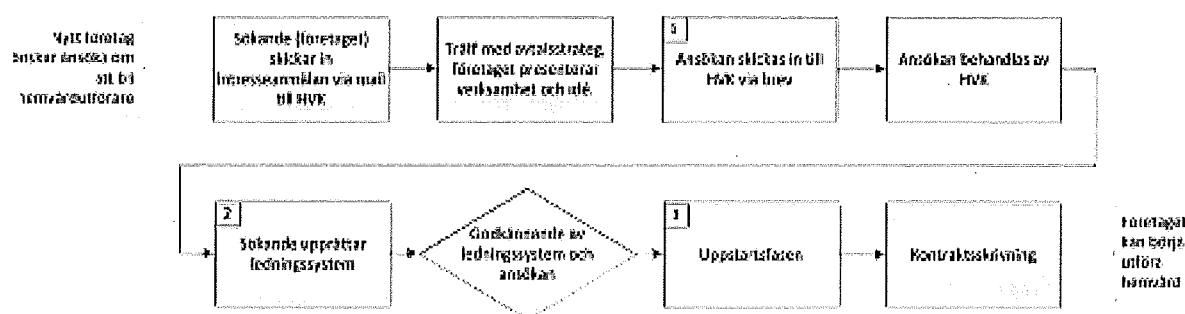 Nytt företag
önskar ansöka om
att bli
hemvårdsutförare
Sökande (företaget)
skickar in
intresseanmälan via mail
till HVK
Träff med avtalsstrateg,
företaget presenterar
verksamhet och idé.
Ansökan skickas in till
HVK via brev
Ansökan behandlas av
HVK
2
Sökande upprättar
ledningssystem
Godkännande av
ledningssystem och
ansökan
Uppstartsfasen
Kontraktsskrivning
Företaget
kan börja
utföra
hemvård